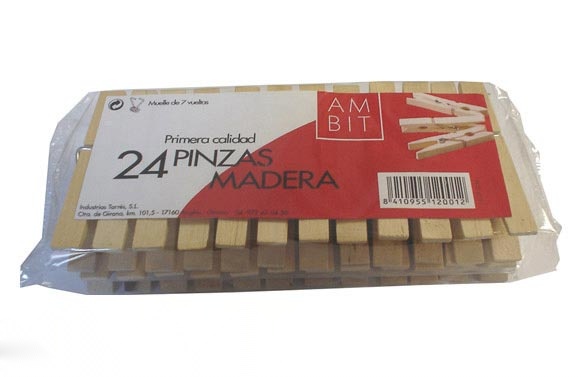 Muelle de 7 vueltas
AM
BIT
Primera calidad
24 PINZAS
MADERA
Industrias Tarrés, S.L.
Ctra. de Girona, km. 101,5 - 17160
8 410955 120012